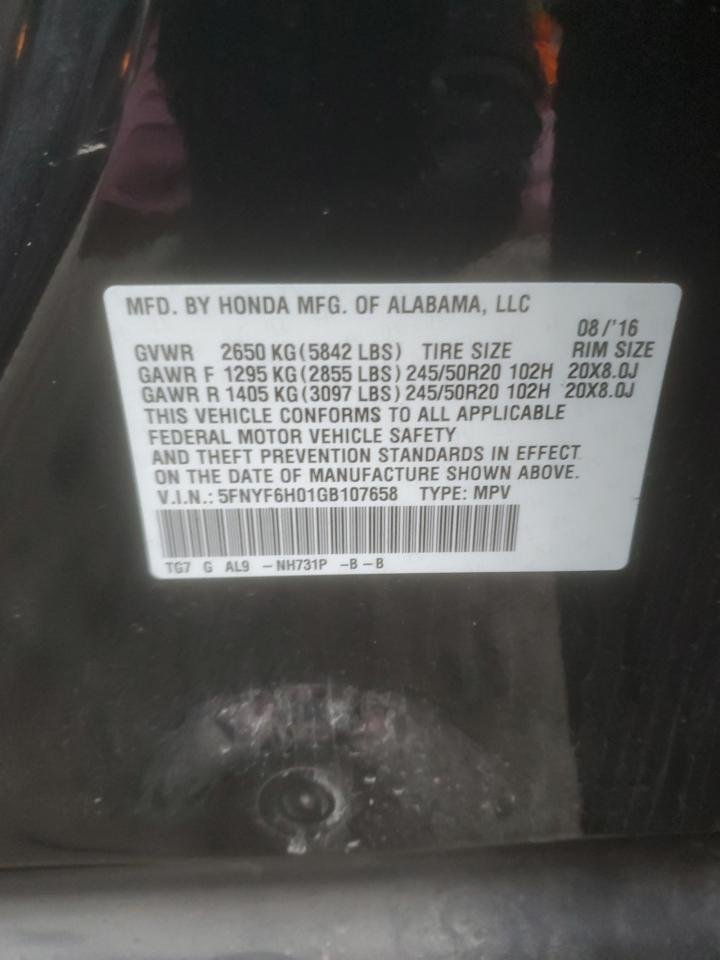 MFD. BY HONDA MFG. OF ALABAMA, LLC
08/'16
GVWR 2650 KG (5842 LBS) TIRE SIZE RIM SIZE
GAWR F 1295 KG (2855 LBS) 245/50R20 102H 20X8.0J
GAWR R 1405 KG (3097 LBS) 245/50R20 102H 20X8.0J
THIS VEHICLE CONFORMS TO ALL APPLICABLE
FEDERAL MOTOR VEHICLE SAFETY
AND THEFT PREVENTION STANDARDS IN EFFECT
ON THE DATE OF MANUFACTURE SHOWN ABOVE.
V.I.N.: 5FNYF6H01GB107658 TYPE: MPV
TG7 G AL9 -NH731P -B-B